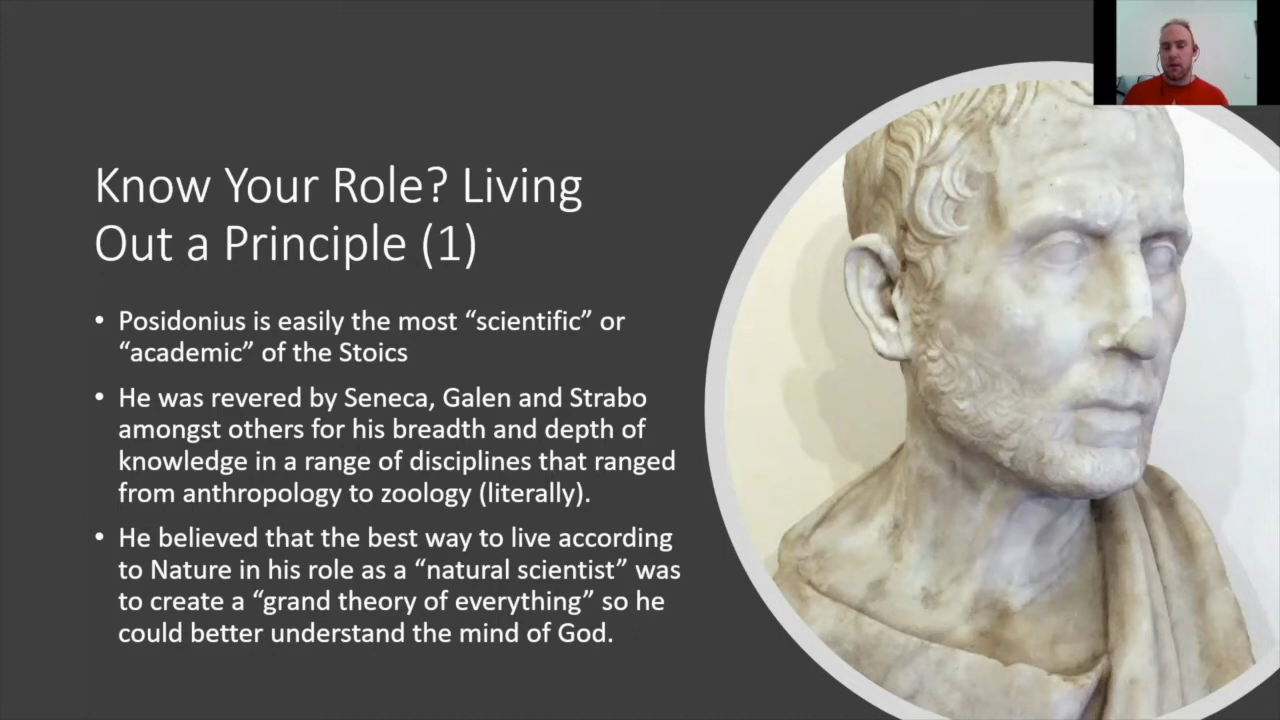 Know Your Role? Living
Out a Principle (1)
• Posidonius is easily the most “scientific” or
“academic” of the Stoics
• He was revered by Seneca, Galen and Strabo
amongst others for his breadth and depth of
knowledge in a range of disciplines that ranged
from anthropology to zoology (literally).
• He believed that the best way to live according
to Nature in his role as a “natural scientist” was
to create a “grand theory of everything” so he
could better understand the mind of God.